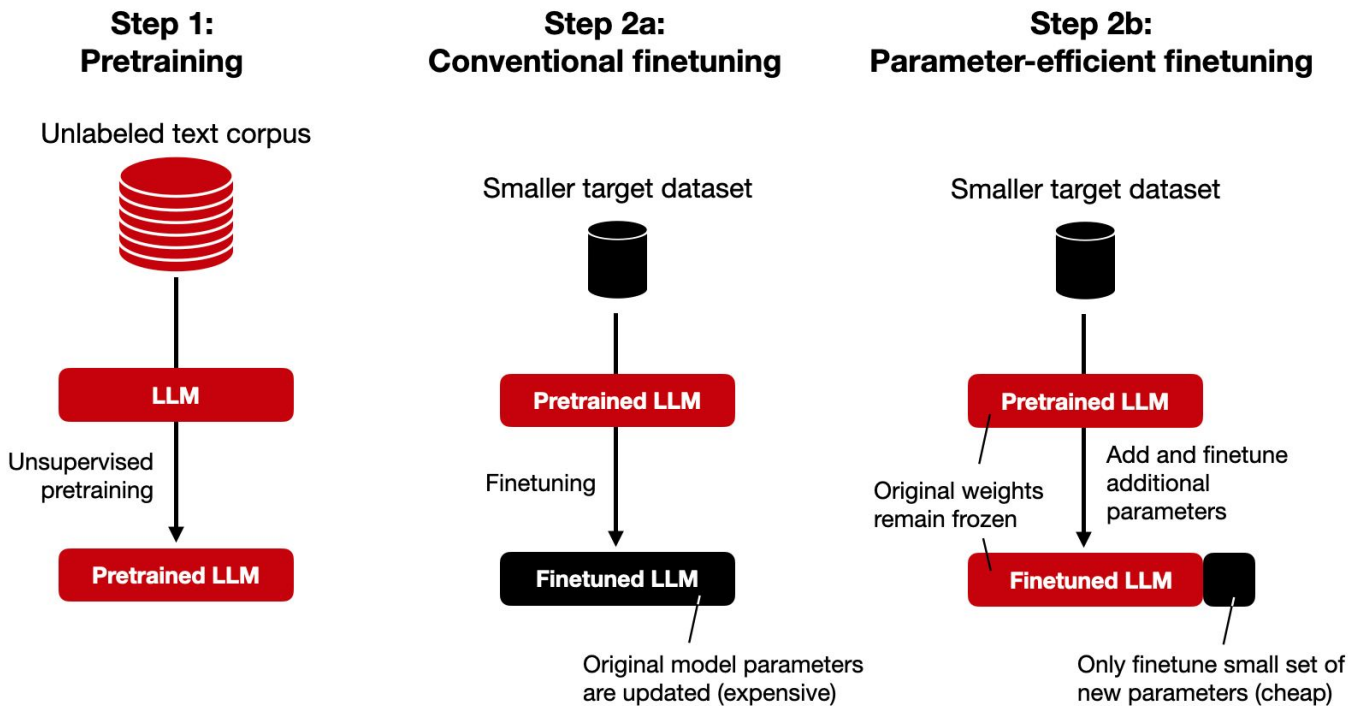 Step 1:
Pretraining
Unlabeled text corpus
LLM
Unsupervised
pretraining
Pretrained LLM
Step 2a:
Conventional finetuning
Smaller target dataset
Pretrained LLM
Finetuning
Finetuned LLM
Original model parameters
are updated (expensive)
Step 2b:
Parameter-efficient finetuning
Smaller target dataset
Pretrained LLM
Original weights
remain frozen
Add and finetune
additional
parameters
Finetuned LLM
Only finetune small set of
new parameters (cheap)